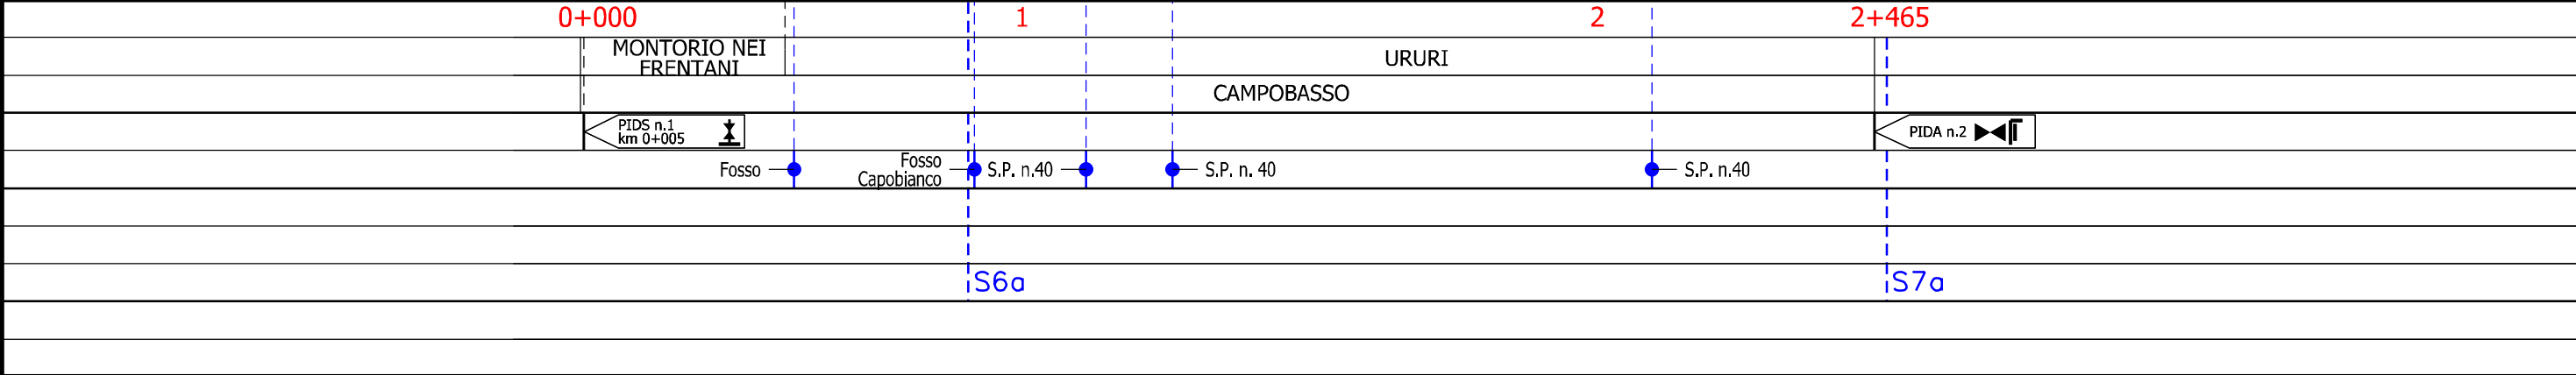 0+000 1 2 2+465
MONTORIO NEI
FRENTANI
URURI
CAMPOBASSO
PIDS n.1
km 0+005
PIDA n.2
Fosso
Fosso
Capobianco
S.P. n.40
S.P. n. 40
S.P. n.40
S6a
S7a